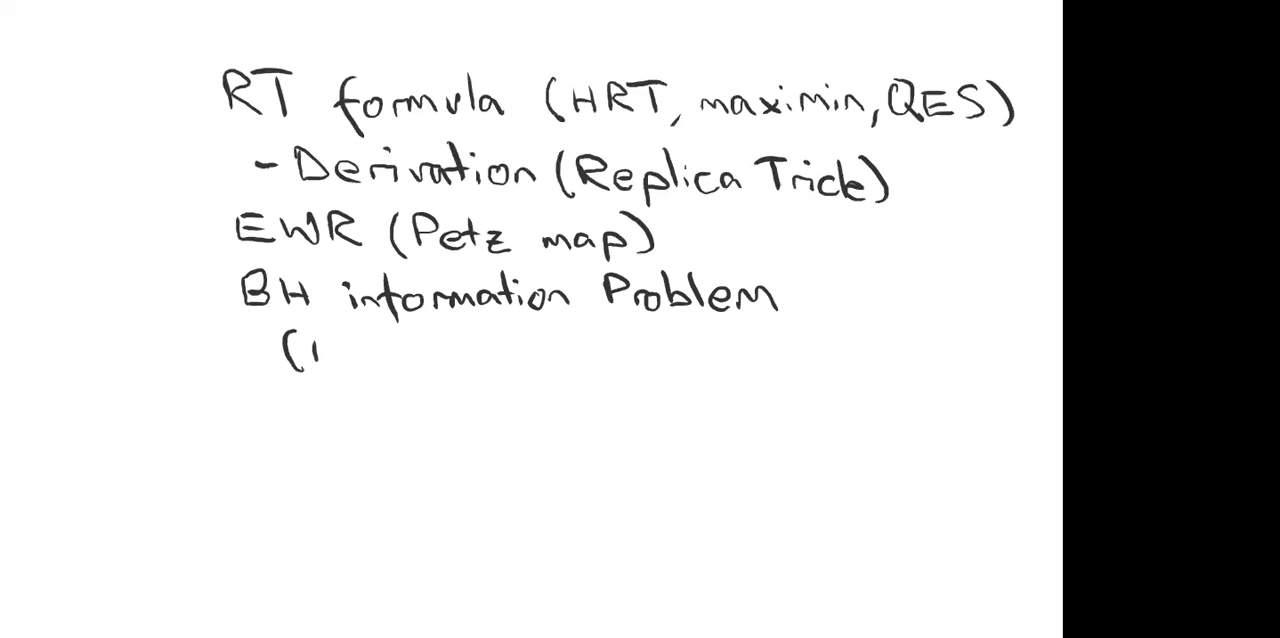 RT formula (HRT, maximin, QES)
- Derivation (Replica Trick)
EWR (Petz map)
BH information Problem
(